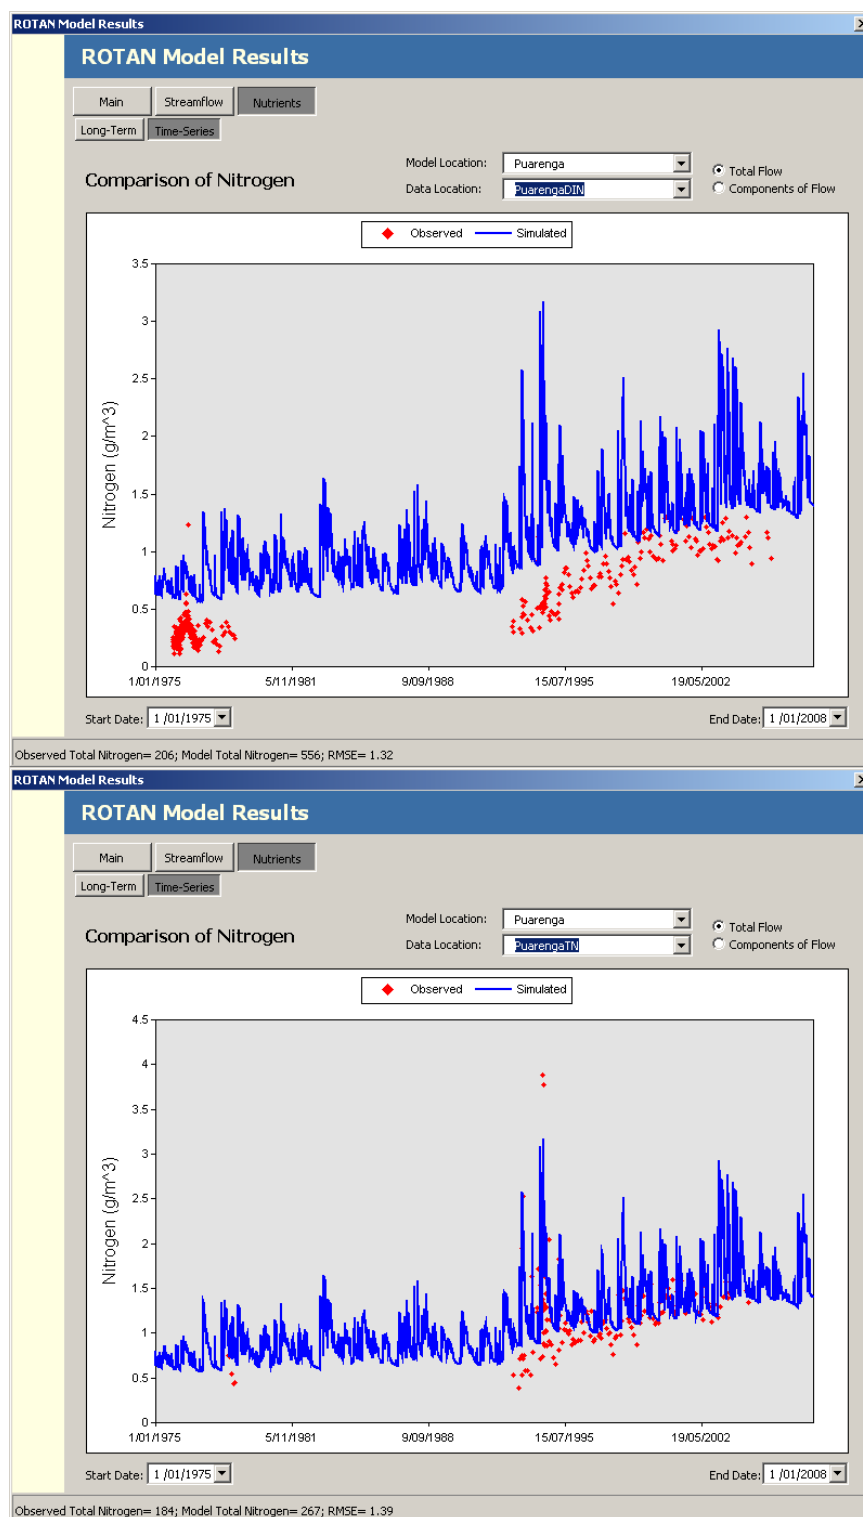 ROTAN Model Results
ROTAN Model Results
Main Streamflow Nutrients
Long-Term Time-Series
Comparison of Nitrogen
Model Location: Puarenga
Data Location: PuarengaDIN
Total Flow
Components of Flow
Observed Simulated
Nitrogen (g/m^3)
3.5
3
2.5
2
1.5
1
0.5
0
1/01/1975 5/11/1981 9/09/1988 15/07/1995 19/05/2002
Start Date: 1 /01/1975 End Date: 1 /01/2008
Observed Total Nitrogen= 206; Model Total Nitrogen= 556; RMSE= 1.32
ROTAN Model Results
ROTAN Model Results
Main Streamflow Nutrients
Long-Term Time-Series
Comparison of Nitrogen
Model Location: Puarenga
Data Location: PuarengaTN
Total Flow
Components of Flow
Observed Simulated
Nitrogen (g/m^3)
4.5
4
3.5
3
2.5
2
1.5
1
0.5
0
1/01/1975 5/11/1981 9/09/1988 15/07/1995 19/05/2002
Start Date: 1 /01/1975 End Date: 1 /01/2008
Observed Total Nitrogen= 184; Model Total Nitrogen= 267; RMSE= 1.39